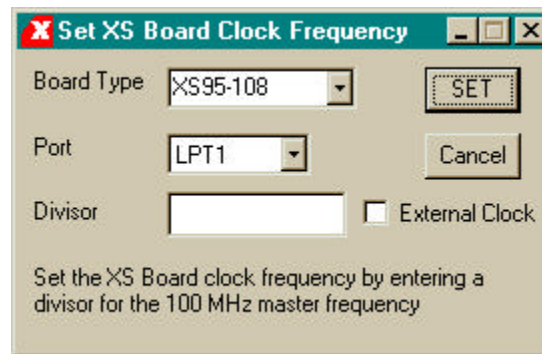 X Set XS Board Clock Frequency
Board Type XS95-108 SET
Port LPT1 Cancel
Divisor External Clock
Set the XS Board clock frequency by entering a
divisor for the 100 MHz master frequency